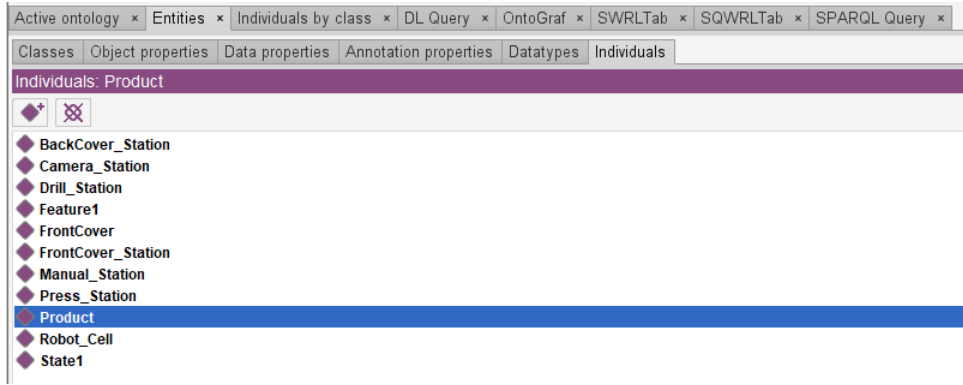 Active ontology × Entities × Individuals by class × DL Query × OntoGraf × SWRLTab × SQWRLTab × SPARQL Query ×
Classes Object properties Data properties Annotation properties Datatypes Individuals
Individuals: Product
BackCover_Station
Camera_Station
Drill_Station
Feature1
FrontCover
FrontCover_Station
Manual_Station
Press_Station
Product
Robot_Cell
State1